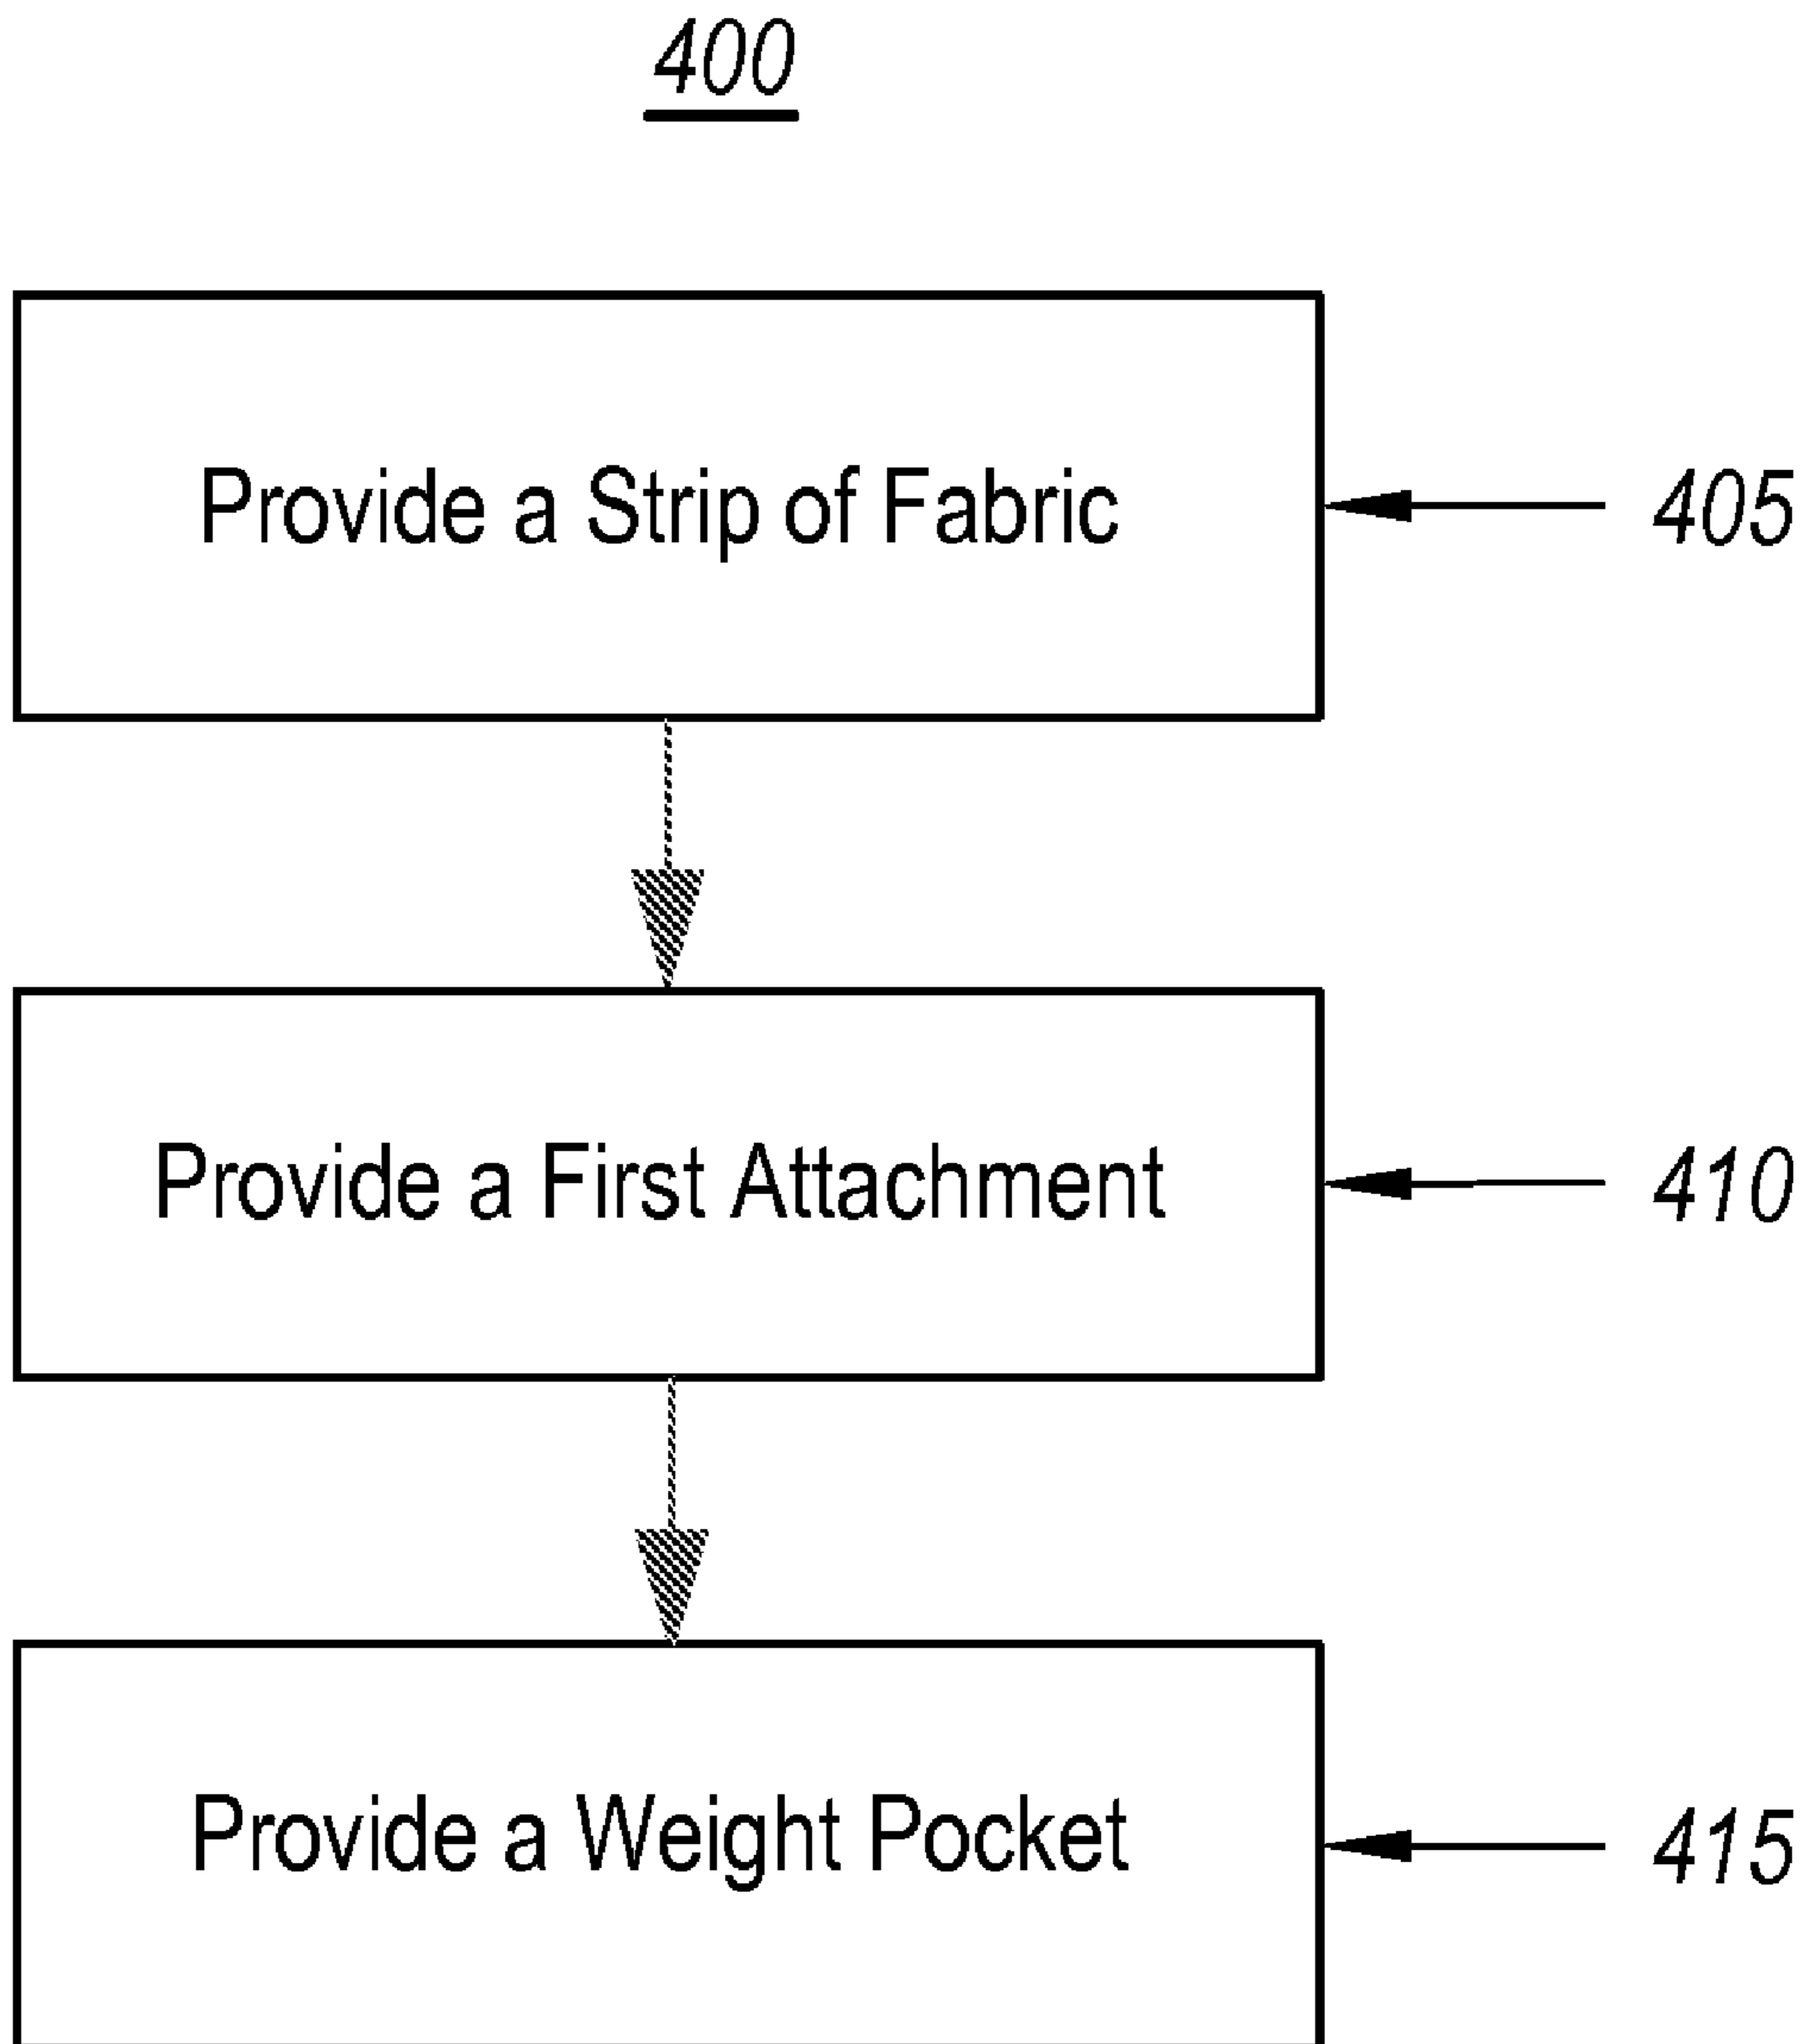 400
Provide a Strip of Fabric
405
Provide a First Attachment
410
Provide a Weight Pocket
415